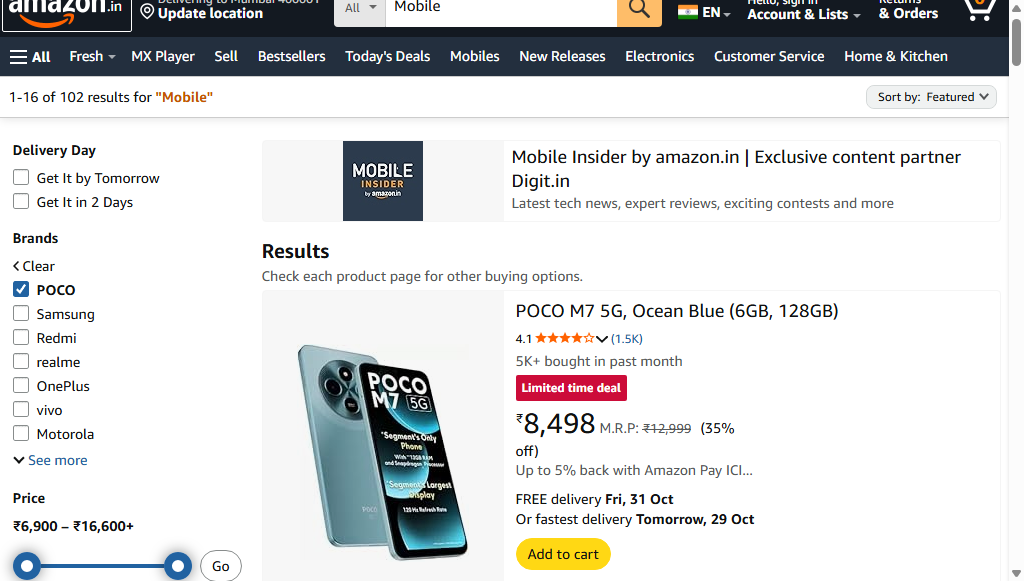 amazon.in
Delivering to Mumbai 400001
Update location
All
Mobile
EN
Hello, sign in
Account & Lists
Returns
& Orders
All
Fresh
MX Player
Sell
Bestsellers
Today's Deals
Mobiles
New Releases
Electronics
Customer Service
Home & Kitchen
1-16 of 102 results for "Mobile"
Sort by: Featured
Delivery Day
Get It by Tomorrow
Get It in 2 Days
Brands
Clear
POCO
Samsung
Redmi
realme
OnePlus
vivo
Motorola
See more
Price
₹6,900 – ₹16,600+
Go
MOBILE
INSIDER
by amazon.in
Mobile Insider by amazon.in | Exclusive content partner
Digit.in
Latest tech news, expert reviews, exciting contests and more
Results
Check each product page for other buying options.
POCO
M7 5G
"Segment's Only
Phone
With "12GB RAM
and Snapdragon Processor
"Segment's Largest
Display
120 Hz Refresh Rate
POCO
POCO M7 5G, Ocean Blue (6GB, 128GB)
4.1 (1.5K)
5K+ bought in past month
Limited time deal
₹8,498 M.R.P: ₹12,999 (35%
off)
Up to 5% back with Amazon Pay ICI...
FREE delivery Fri, 31 Oct
Or fastest delivery Tomorrow, 29 Oct
Add to cart